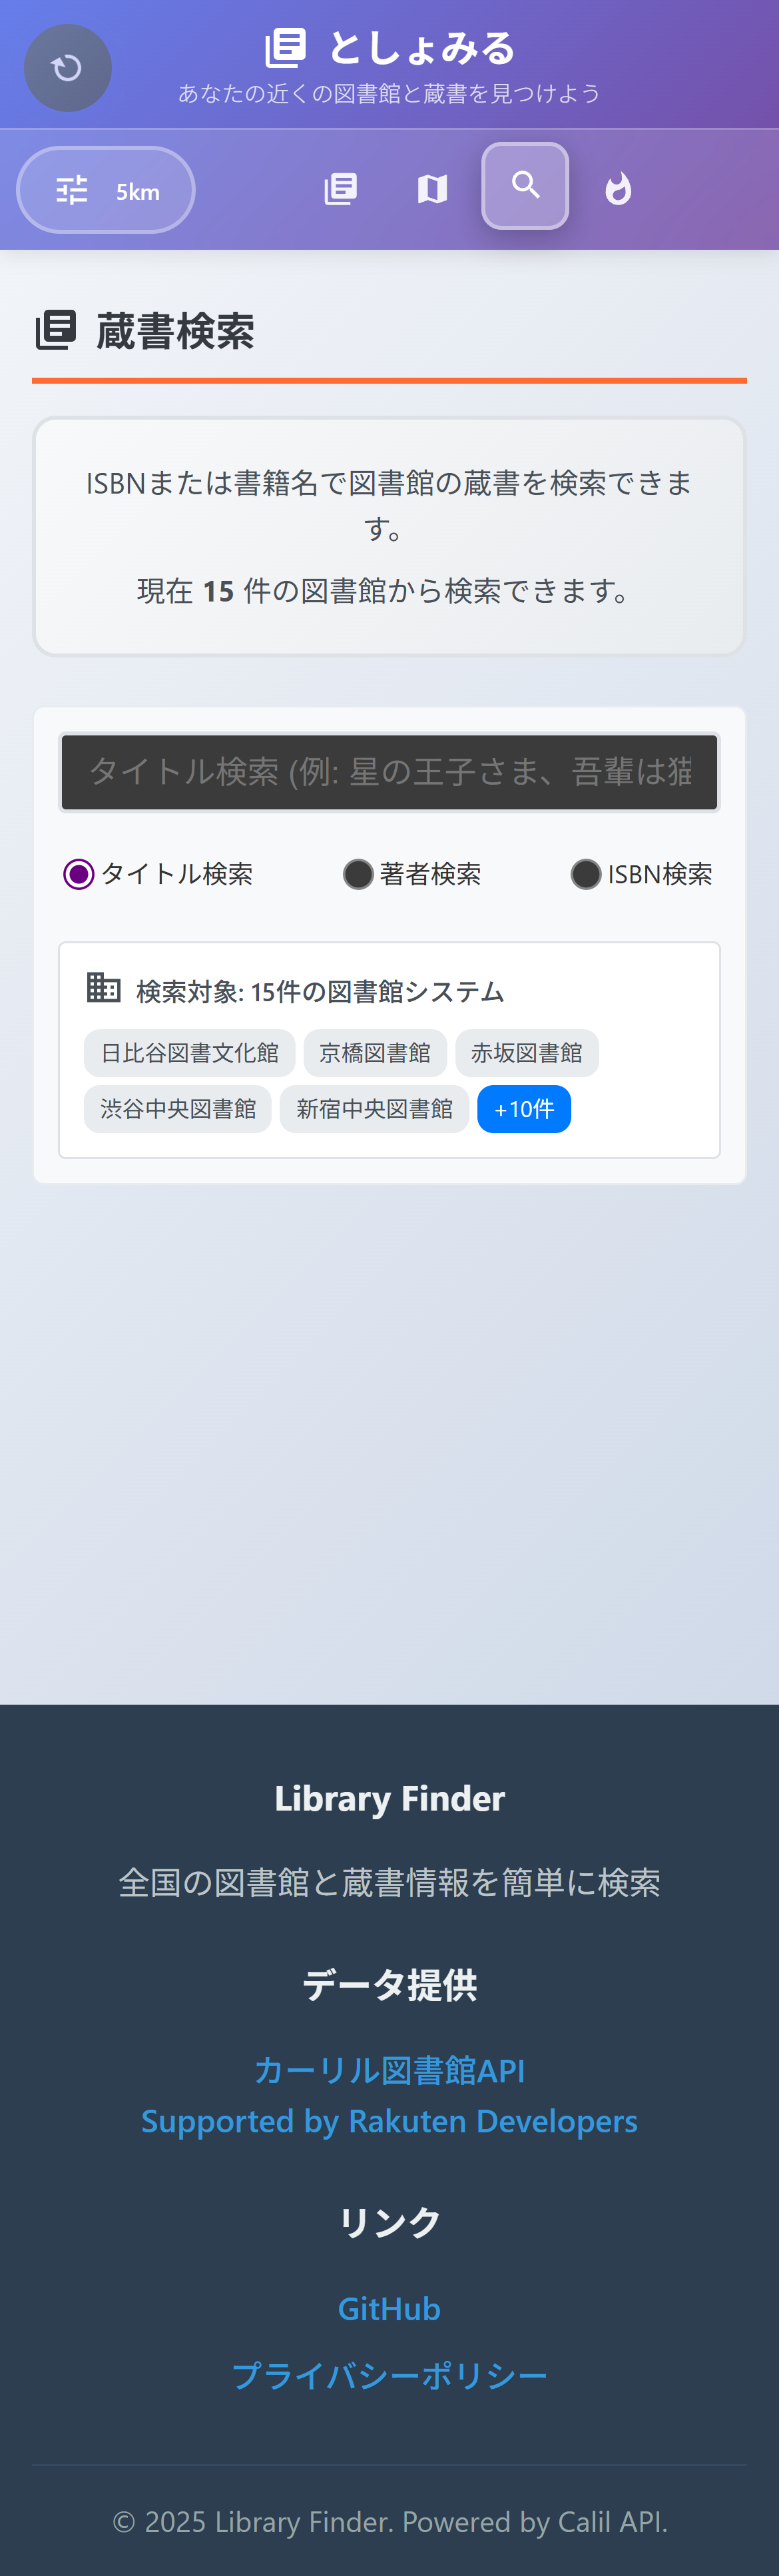 としょみる
あなたの近くの図書館と蔵書を見つけよう
5km
蔵書検索
ISBNまたは書籍名で図書館の蔵書を検索できま
す。
現在 15 件の図書館から検索できます。
タイトル検索 (例: 星の王子さま、吾輩は猫
タイトル検索 著者検索 ISBN検索
検索対象: 15件の図書館システム
日比谷図書文化館 京橋図書館 赤坂図書館
渋谷中央図書館 新宿中央図書館 +10件
Library Finder
全国の図書館と蔵書情報を簡単に検索
データ提供
カーリル図書館API
Supported by Rakuten Developers
リンク
GitHub
プライバシーポリシー
© 2025 Library Finder. Powered by Calil API.